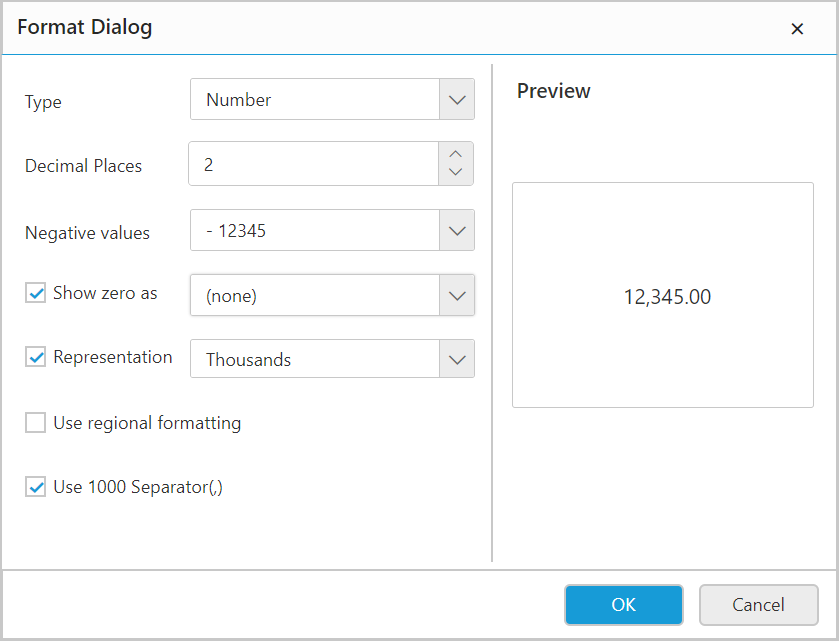 Format Dialog
Type
Number
Decimal Places
2
Negative values
- 12345
Show zero as
(none)
Representation
Thousands
Use regional formatting
Use 1000 Separator(,)
Preview
12,345.00
OK
Cancel